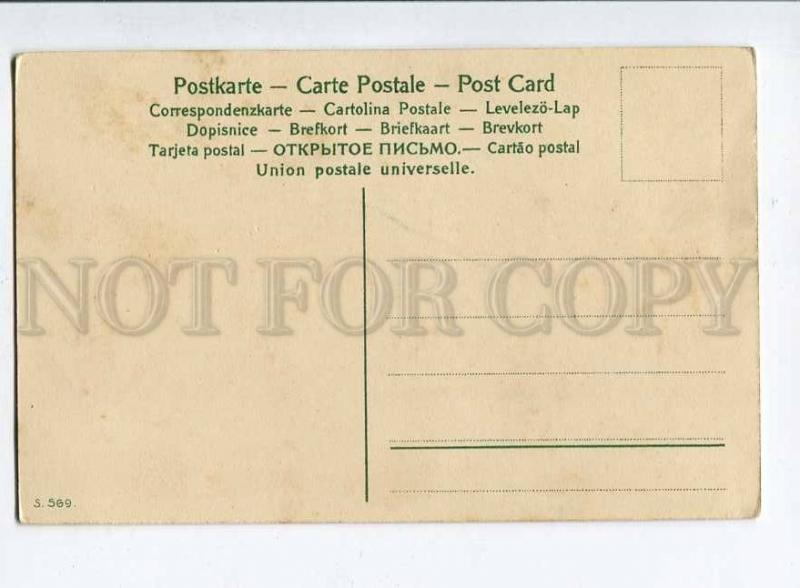 Postkarte — Carte Postale — Post Card
Correspondenzkarte — Cartolina Postale — Levelezö-Lap
Dopisnice — Brefkort — Briefkaart — Brevkort
Tarjeta postal — ОТКРЫТОЕ ПИСЬМО. — Cartão postal
Union postale universelle.
NOT FOR COPY
S. 569.